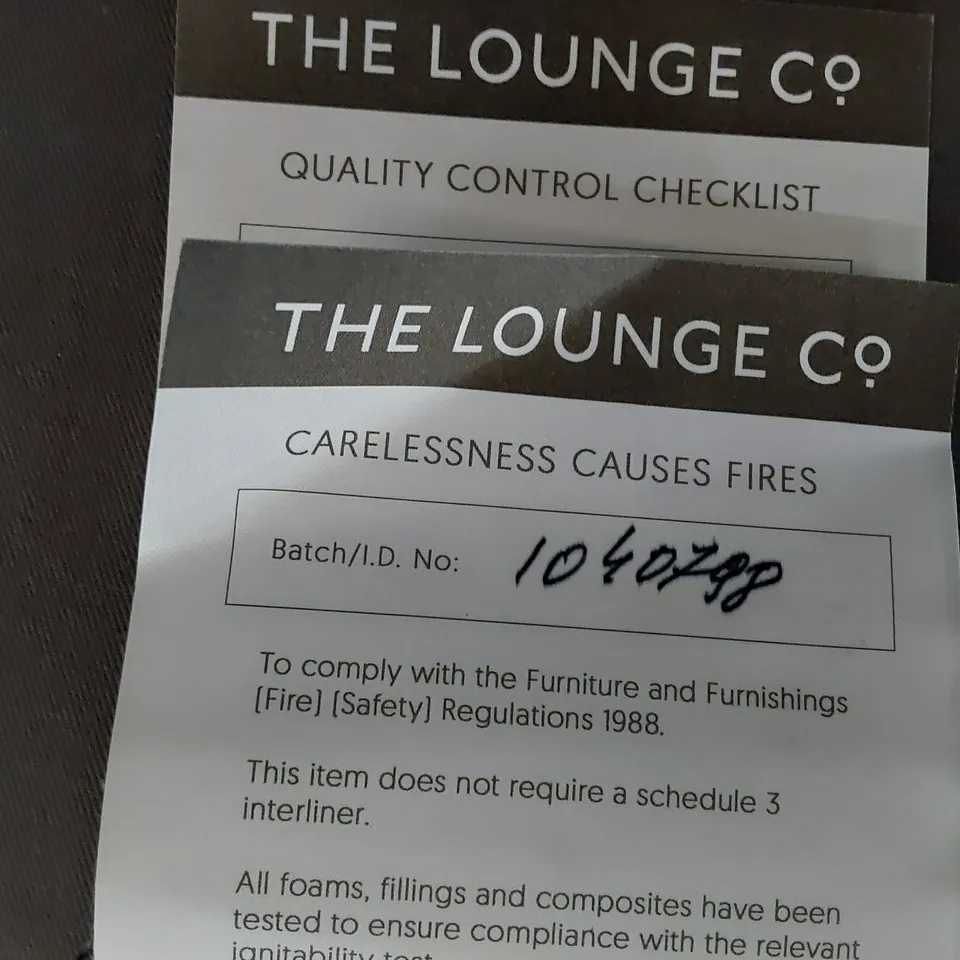 THE LOUNGE Cº
QUALITY CONTROL CHECKLIST
THE LOUNGE Cº
CARELESSNESS CAUSES FIRES
Batch/I.D. No: 1040798
To comply with the Furniture and Furnishings
[Fire] [Safety] Regulations 1988.
This item does not require a schedule 3
interliner.
All foams, fillings and composites have been
tested to ensure compliance with the relevant
ignitability test